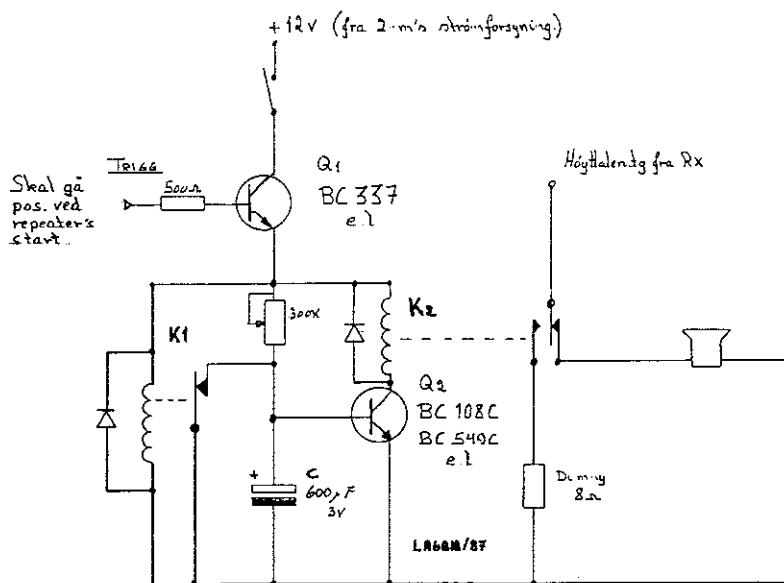 +12v (fra 2-m's strömforsyning.)
TRIGG
500Ω
Skal gå
pos. ved
repeater's
start..
Q1
BC 337
e.l
Høyttalerutg fra RX
K1
300K
K2
Q2
BC 108C
BC 549C
e.l
+
C
600µF
3V
Dummy
8Ω
LA6QM/87